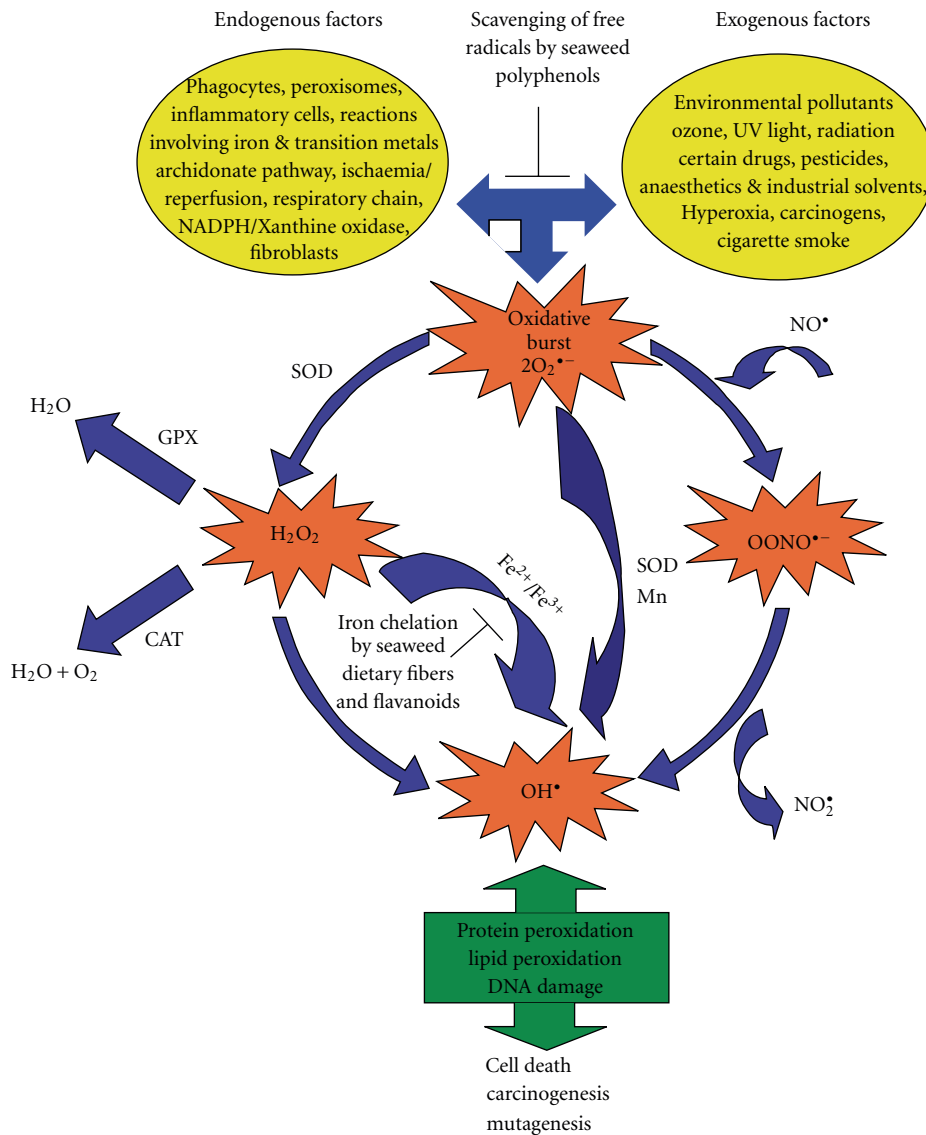 Endogenous factors
Phagocytes, peroxisomes,
inflammatory cells, reactions
involving iron & transition metals
archidonate pathway, ischaemia/
reperfusion, respiratory chain,
NADPH/Xanthine oxidase,
fibroblasts
Scavenging of free
radicals by seaweed
polyphenols
Exogenous factors
Environmental pollutants
ozone, UV light, radiation
certain drugs, pesticides,
anaesthetics & industrial solvents,
Hyperoxia, carcinogens,
cigarette smoke
Oxidative
burst
2O₂•⁻
SOD
NO•
H₂O
GPX
H₂O₂
CAT
H₂O + O₂
Fe²⁺/Fe³⁺
Iron chelation
by seaweed
dietary fibers
and flavanoids
SOD
Mn
OONO•⁻
OH•
NO₂•
Protein peroxidation
lipid peroxidation
DNA damage
Cell death
carcinogenesis
mutagenesis